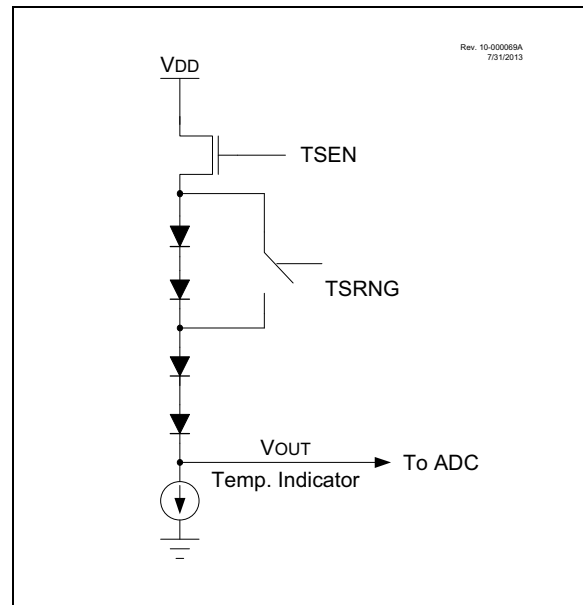 Rev. 10-000069A
7/31/2013
VDD
TSEN
TSRNG
VOUT
Temp. Indicator
To ADC